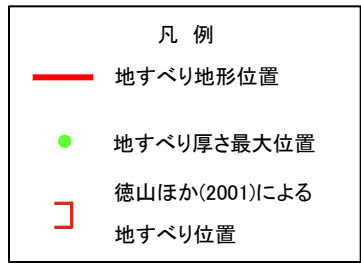 凡 例
地すべり地形位置
地すべり厚さ最大位置
徳山ほか(2001)による
地すべり位置